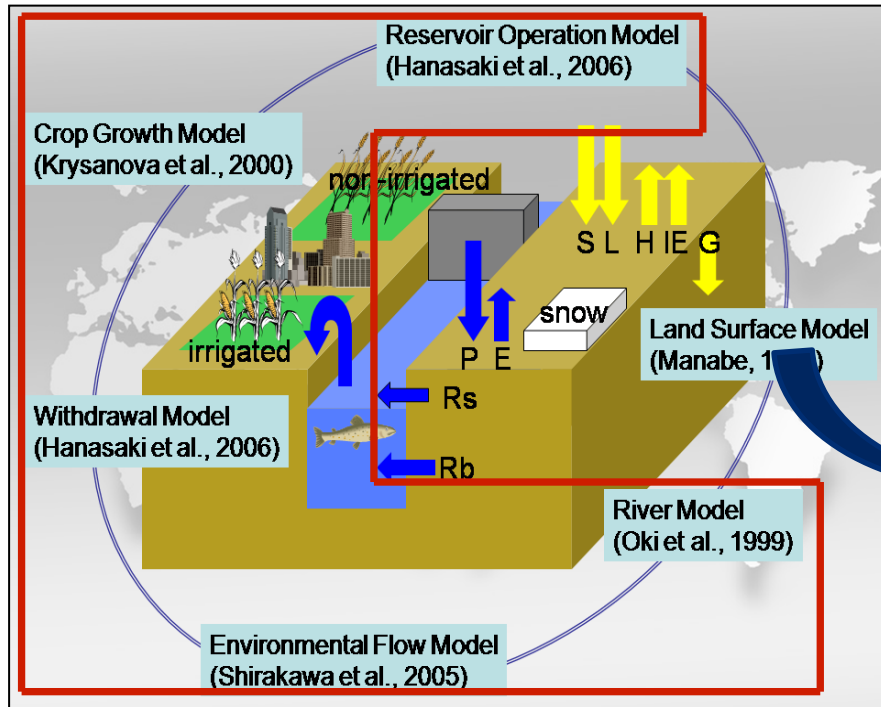 Reservoir Operation Model
(Hanasaki et al., 2006)
Crop Growth Model
(Krysanova et al., 2000)
non-irrigated
S L H lE G
snow
Land Surface Model
(Manabe,
irrigated
P E
Rs
Withdrawal Model
(Hanasaki et al., 2006)
Rb
River Model
(Oki et al., 1999)
Environmental Flow Model
(Shirakawa et al., 2005)